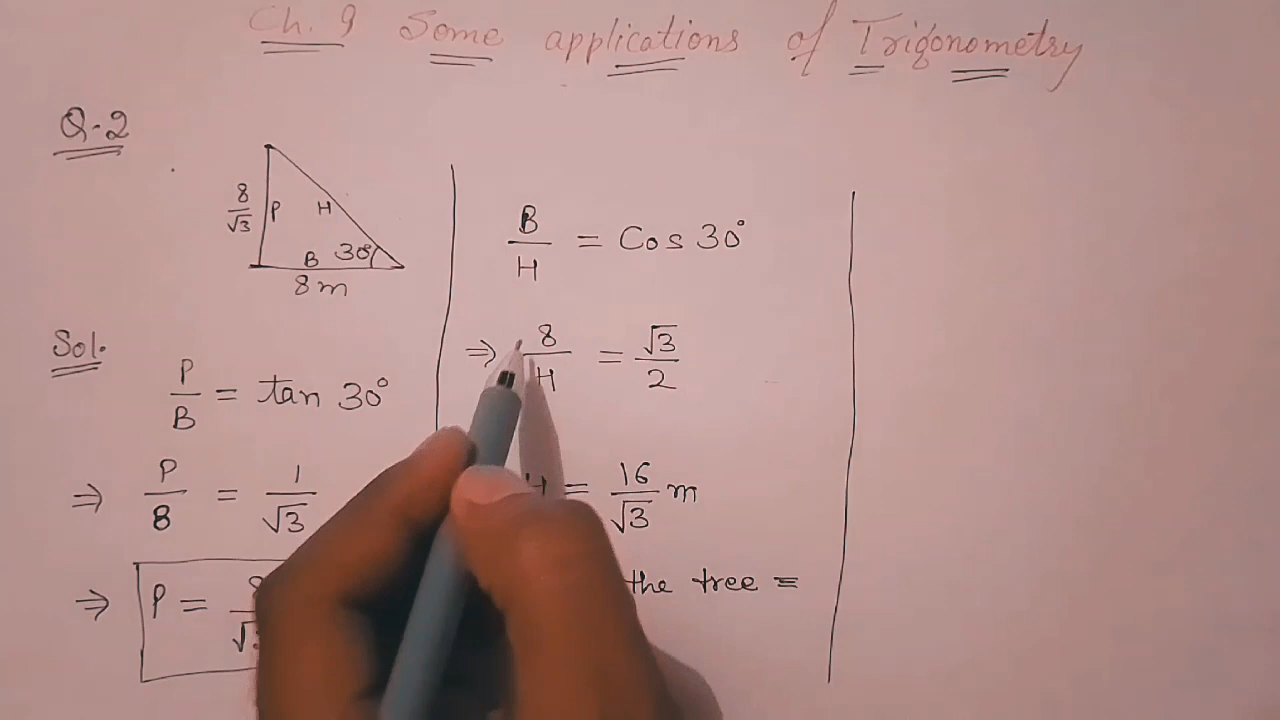 Ch. 9 Some applications of Trigonometry
Q.2
8/√3
P
H
B 30°
8 m
Sol.
P/B = tan 30°
⇒ P/8 = 1/√3
⇒ P =
B/H = Cos 30°
⇒ 8/H = √3/2
H = 16/√3 m
the tree =